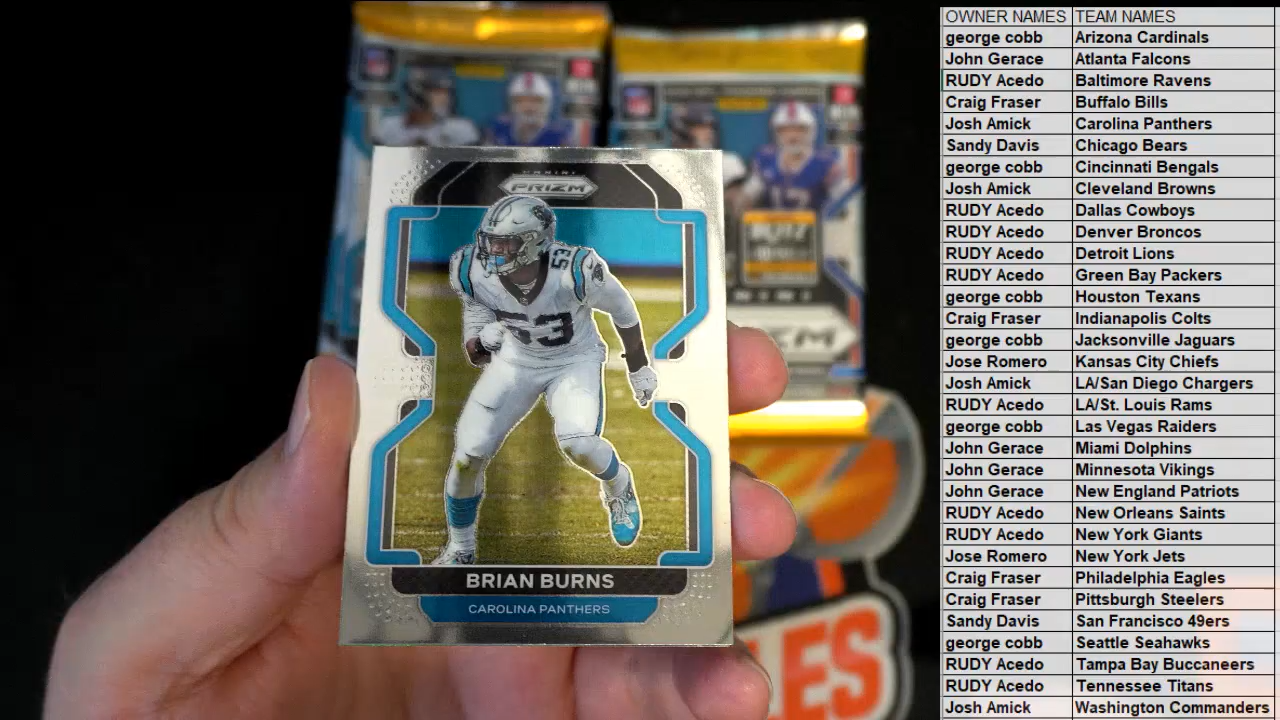 PANINI
PRIZM
53
53
BRIAN BURNS
CAROLINA PANTHERS
BLITZ
LES
OWNER NAMES TEAM NAMES
george cobb Arizona Cardinals
John Gerace Atlanta Falcons
RUDY Acedo Baltimore Ravens
Craig Fraser Buffalo Bills
Josh Amick Carolina Panthers
Sandy Davis Chicago Bears
george cobb Cincinnati Bengals
Josh Amick Cleveland Browns
RUDY Acedo Dallas Cowboys
RUDY Acedo Denver Broncos
RUDY Acedo Detroit Lions
RUDY Acedo Green Bay Packers
george cobb Houston Texans
Craig Fraser Indianapolis Colts
george cobb Jacksonville Jaguars
Jose Romero Kansas City Chiefs
Josh Amick LA/San Diego Chargers
RUDY Acedo LA/St. Louis Rams
george cobb Las Vegas Raiders
John Gerace Miami Dolphins
John Gerace Minnesota Vikings
John Gerace New England Patriots
RUDY Acedo New Orleans Saints
RUDY Acedo New York Giants
Jose Romero New York Jets
Craig Fraser Philadelphia Eagles
Craig Fraser Pittsburgh Steelers
Sandy Davis San Francisco 49ers
george cobb Seattle Seahawks
RUDY Acedo Tampa Bay Buccaneers
RUDY Acedo Tennessee Titans
Josh Amick Washington Commanders